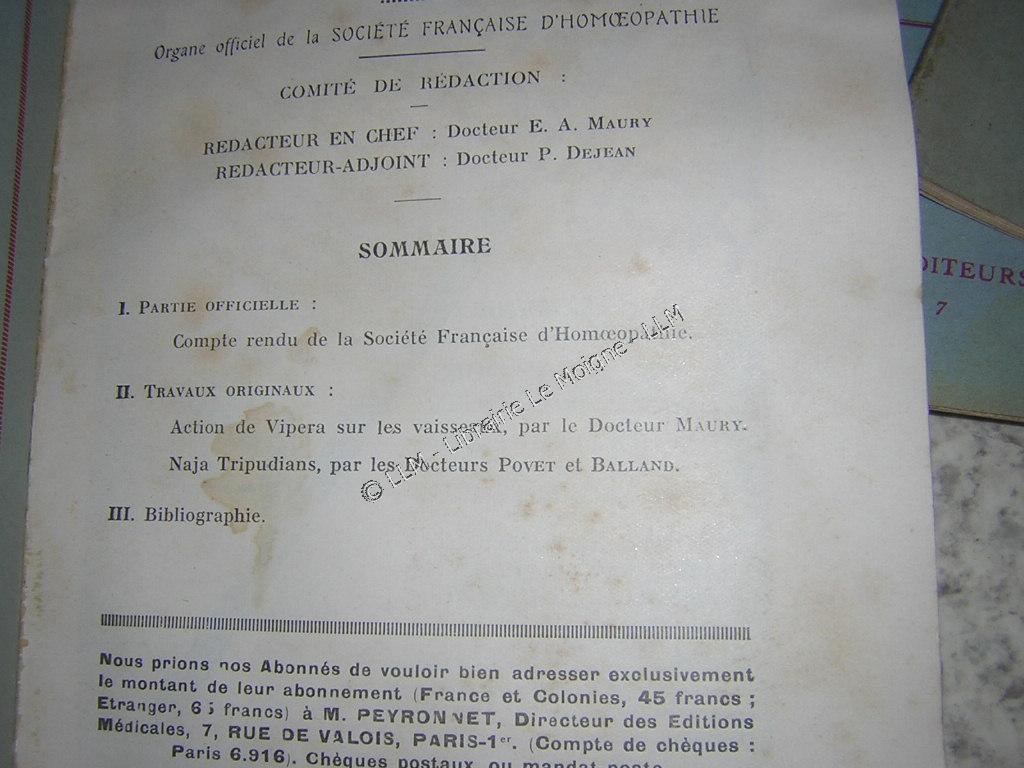 Organe officiel de la SOCIÉTÉ FRANÇAISE D'HOMŒOPATHIE
COMITÉ DE RÉDACTION :
REDACTEUR EN CHEF : Docteur E. A. MAURY
REDACTEUR-ADJOINT : Docteur P. DEJEAN
SOMMAIRE
I. PARTIE OFFICIELLE :
Compte rendu de la Société Française d'Homœopathie.
II. TRAVAUX ORIGINAUX :
Action de Vipera sur les vaisseaux, par le Docteur MAURY.
Naja Tripudians, par les Docteurs POVET et BALLAND.
III. Bibliographie.
Nous prions nos Abonnés de vouloir bien adresser exclusivement
le montant de leur abonnement (France et Colonies, 45 francs ;
Etranger, 65 francs) à M. PEYRONNET, Directeur des Editions
Médicales, 7, RUE DE VALOIS, PARIS-1er. (Compte de chèques :
Paris 6.916). Chèques postaux, ou mandat-poste
DITEURS
7
© LLM - Librairie Le Moigne - LLM